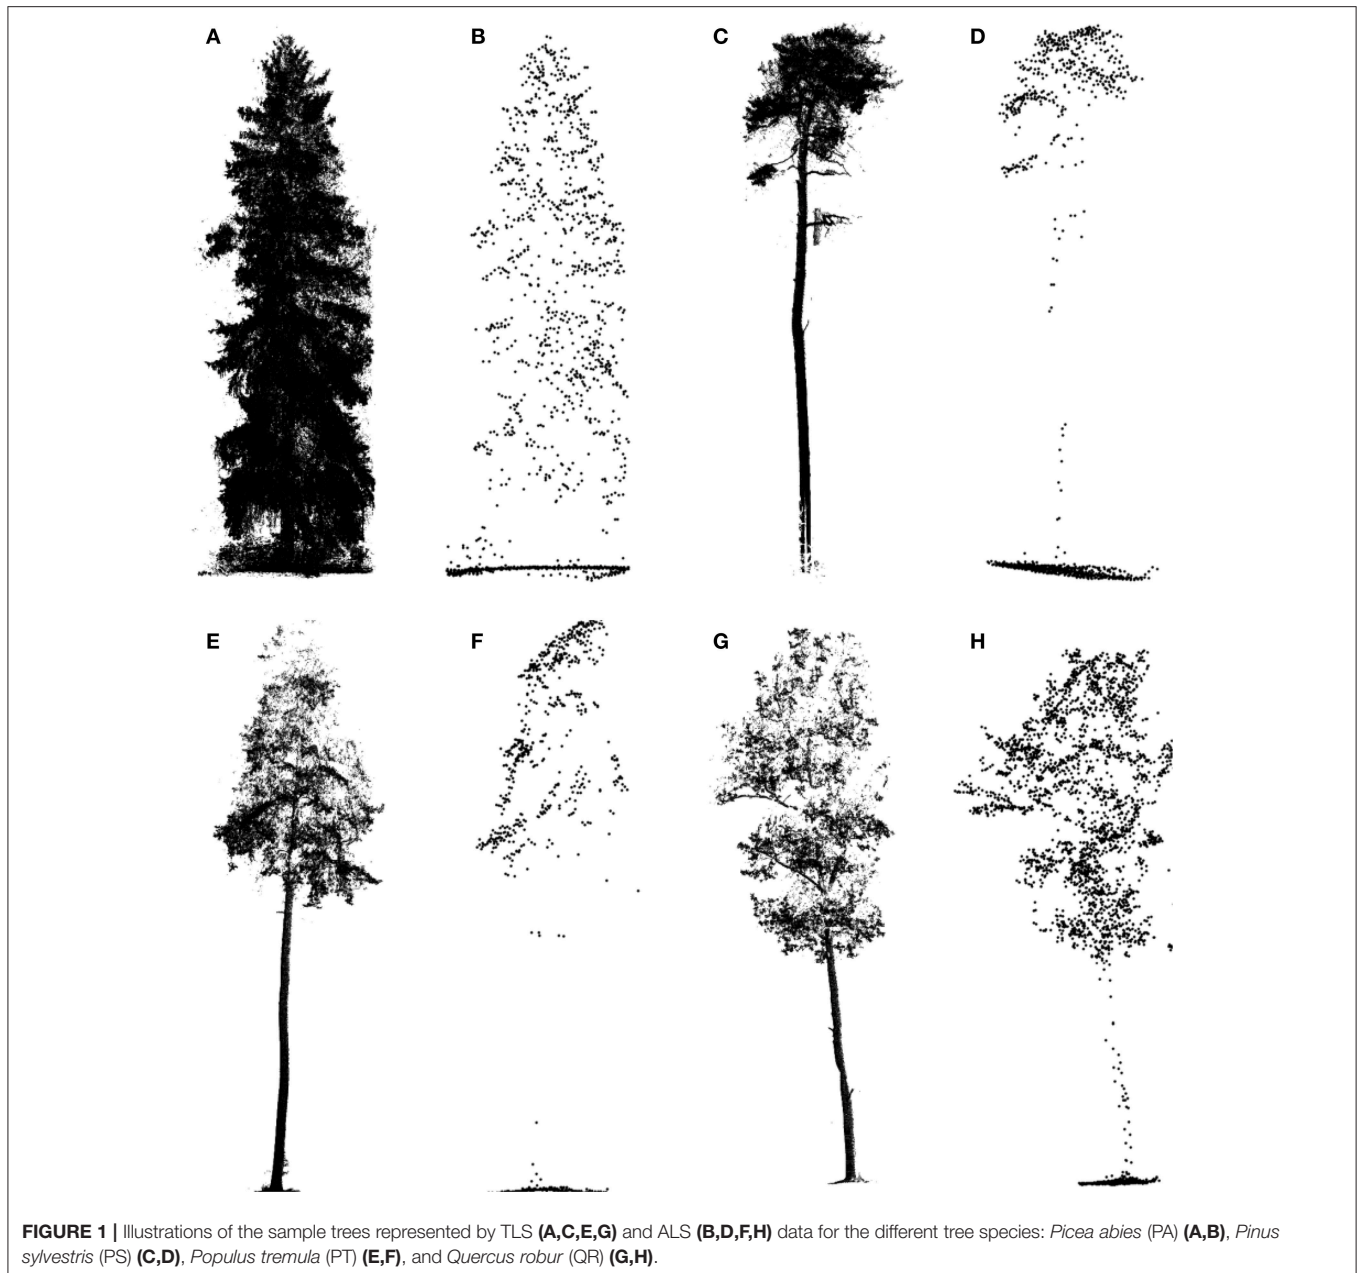 A B C D
E F G H
FIGURE 1 | Illustrations of the sample trees represented by TLS (A,C,E,G) and ALS (B,D,F,H) data for the different tree species: Picea abies (PA) (A,B), Pinus
sylvestris (PS) (C,D), Populus tremula (PT) (E,F), and Quercus robur (QR) (G,H).